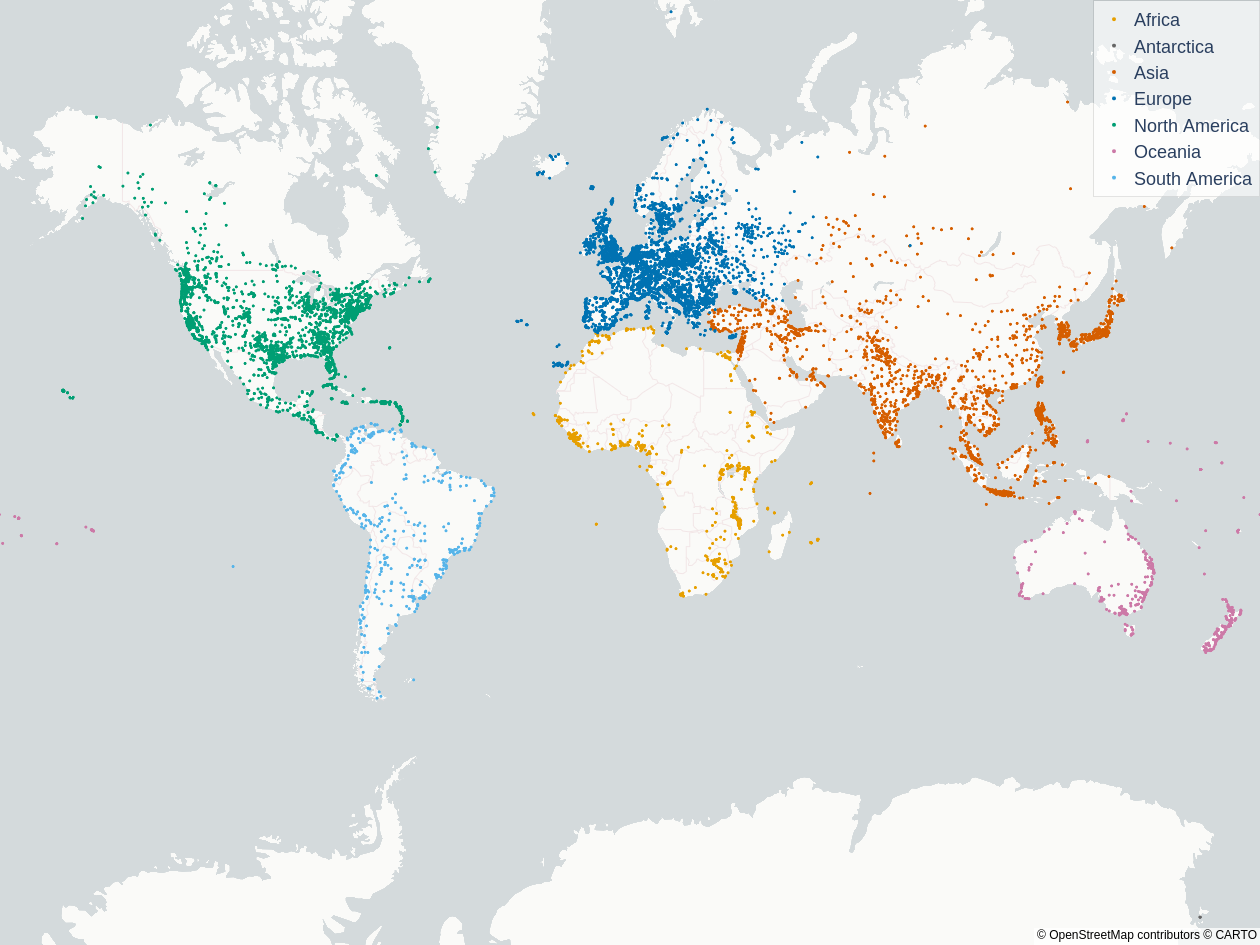 Africa
Antarctica
Asia
Europe
North America
Oceania
South America
© OpenStreetMap contributors © CARTO